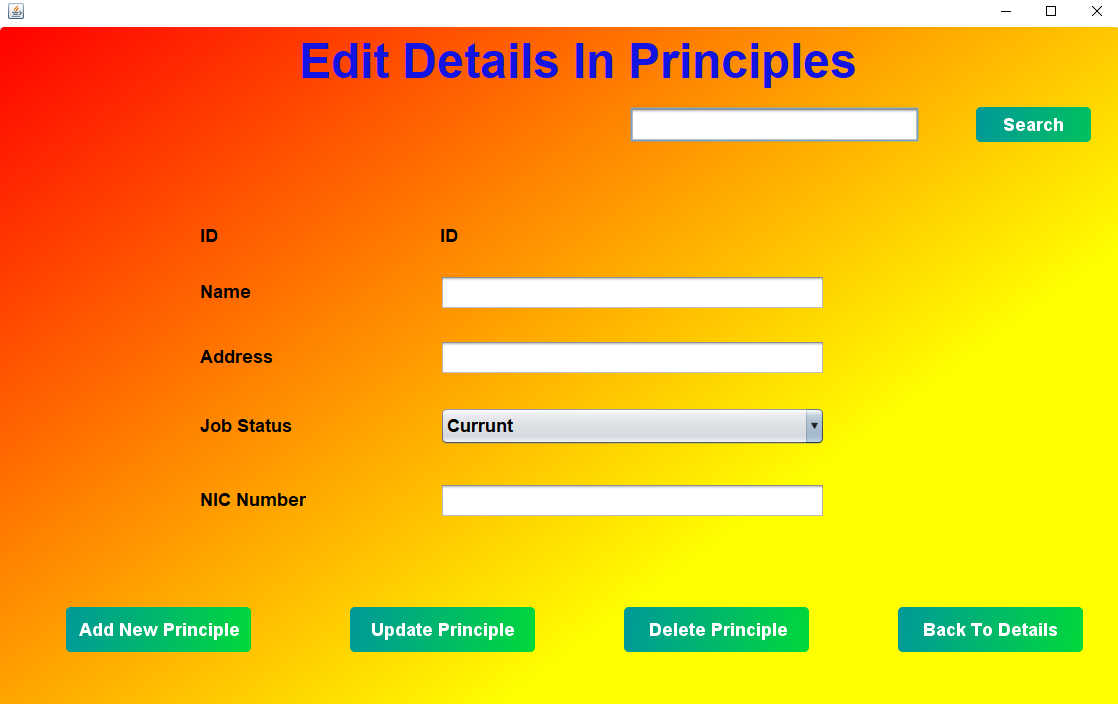 Edit Details In Principles
Search
ID ID
Name
Address
Job Status Currunt
NIC Number
Add New Principle Update Principle Delete Principle Back To Details